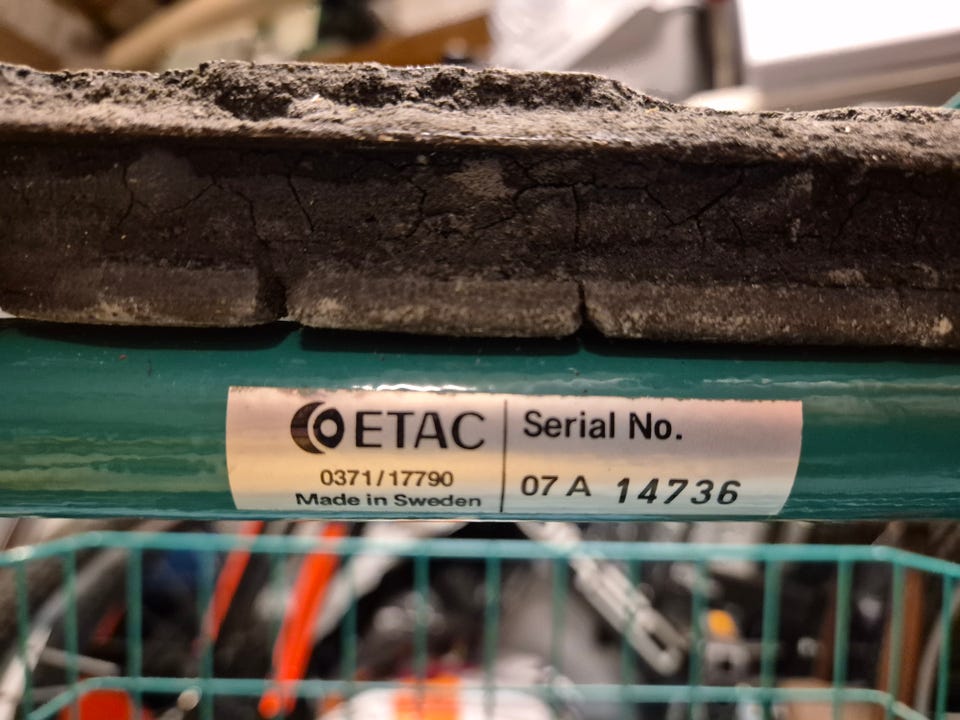 ETAC
0371/17790
Made in Sweden
Serial No.
07 A 14736